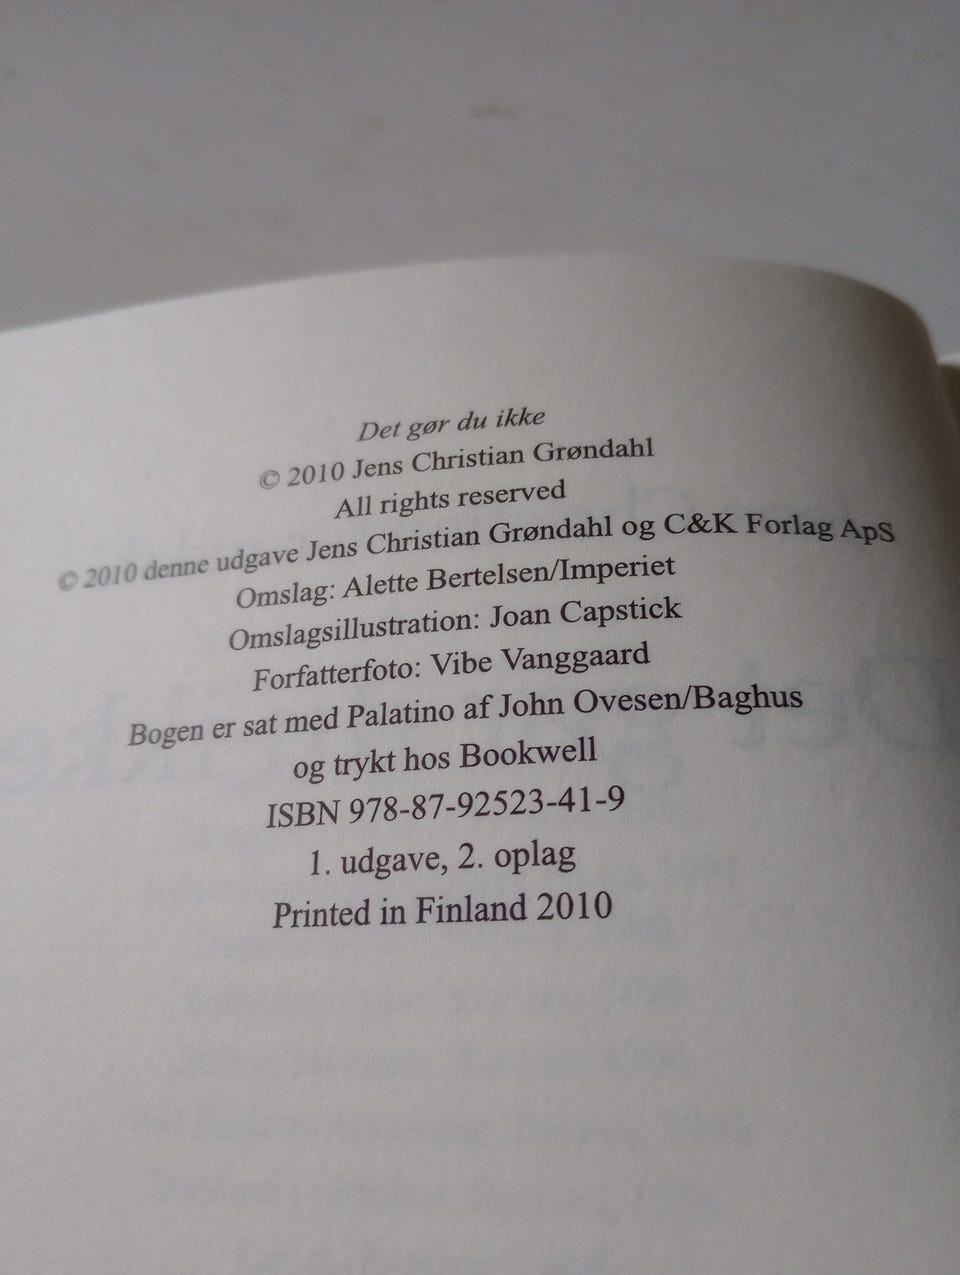 Det gør du ikke
© 2010 Jens Christian Grøndahl
All rights reserved
© 2010 denne udgave Jens Christian Grøndahl og C&K Forlag ApS
Omslag: Alette Bertelsen/Imperiet
Omslagsillustration: Joan Capstick
Forfatterfoto: Vibe Vanggaard
Bogen er sat med Palatino af John Ovesen/Baghus
og trykt hos Bookwell
ISBN 978-87-92523-41-9
1. udgave, 2. oplag
Printed in Finland 2010